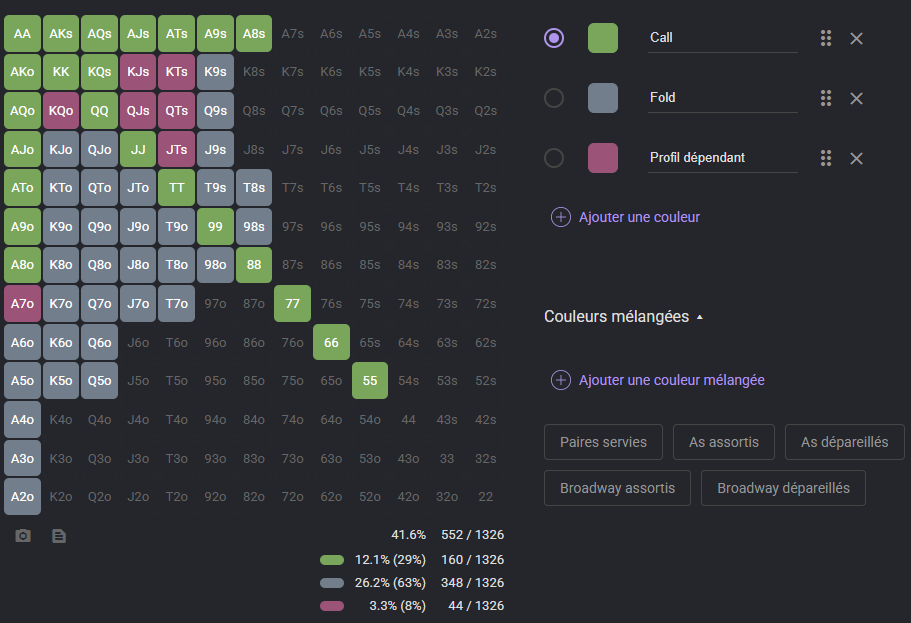 AA AKs AQs AJs ATs A9s A8s A7s A6s A5s A4s A3s A2s
AKo KK KQs KJs KTs K9s K8s K7s K6s K5s K4s K3s K2s
AQo KQo QQ QJs QTs Q9s Q8s Q7s Q6s Q5s Q4s Q3s Q2s
AJo KJo QJo JJ JTs J9s J8s J7s J6s J5s J4s J3s J2s
ATo KTo QTo JTo TT T9s T8s T7s T6s T5s T4s T3s T2s
A9o K9o Q9o J9o T9o 99 98s 97s 96s 95s 94s 93s 92s
A8o K8o Q8o J8o T8o 98o 88 87s 86s 85s 84s 83s 82s
A7o K7o Q7o J7o T7o 97o 87o 77 76s 75s 74s 73s 72s
A6o K6o Q6o J6o T6o 96o 86o 76o 66 65s 64s 63s 62s
A5o K5o Q5o J5o T5o 95o 85o 75o 65o 55 54s 53s 52s
A4o K4o Q4o J4o T4o 94o 84o 74o 64o 54o 44 43s 42s
A3o K3o Q3o J3o T3o 93o 83o 73o 63o 53o 43o 33 32s
A2o K2o Q2o J2o T2o 92o 82o 72o 62o 52o 42o 32o 22
41.6% 552 / 1326
12.1% (29%) 160 / 1326
26.2% (63%) 348 / 1326
3.3% (8%) 44 / 1326
Call
Fold
Profil dépendant
Ajouter une couleur
Couleurs mélangées
Ajouter une couleur mélangée
Paires servies As assortis As dépareillés
Broadway assortis Broadway dépareillés